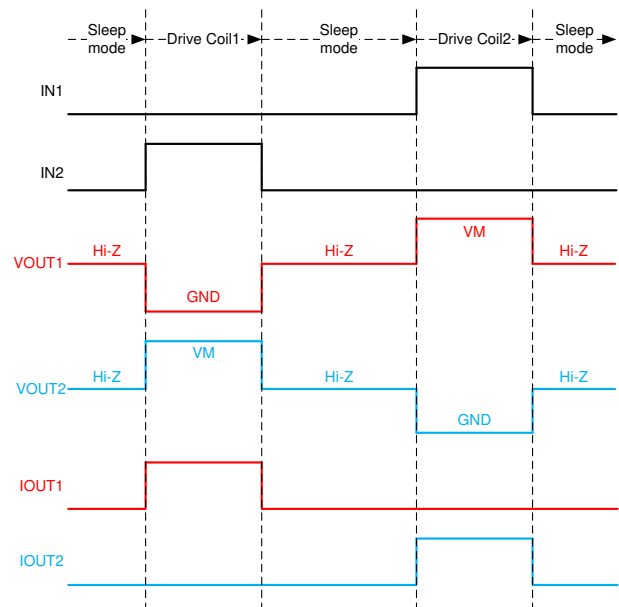 Sleep mode
Drive Coil1
Sleep mode
Drive Coil2
Sleep mode
IN1
IN2
VOUT1
Hi-Z
GND
Hi-Z
VM
Hi-Z
VOUT2
Hi-Z
VM
Hi-Z
GND
Hi-Z
IOUT1
IOUT2